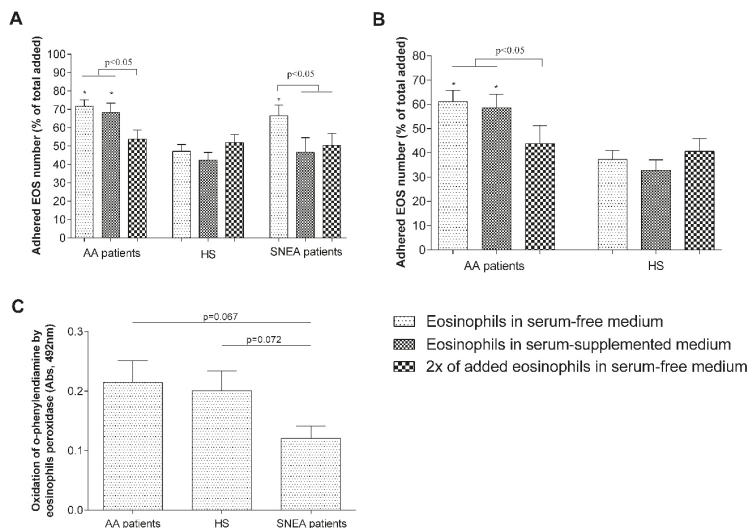 A
Adhered EOS number (% of total added)
100
90
80
70
60
50
40
30
20
10
0
p<0.05
* *
p<0.05
*
AA patients HS SNEA patients
B
Adhered EOS number (% of total added)
80
70
60
50
40
30
20
10
0
p<0.05
* *
AA patients HS
C
Oxidation of o-phenylendiamine by
eosinophils peroxidase (Abs, 492nm)
0.3
0.2
0.1
0.0
p=0.067
p=0.072
AA patients HS SNEA patients
Eosinophils in serum-free medium
Eosinophils in serum-supplemented medium
2x of added eosinophils in serum-free medium